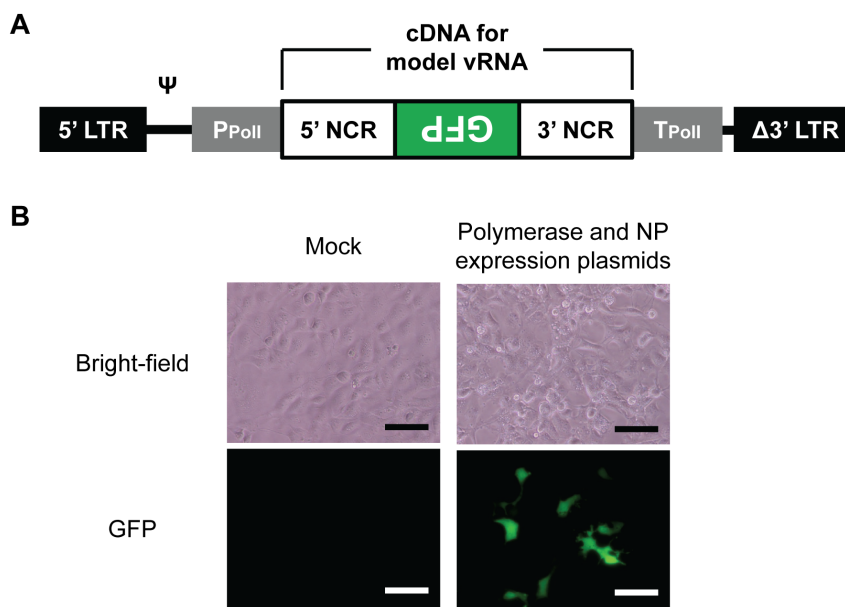 A
cDNA for
model vRNA
Ψ
5' LTR
PPolI
5' NCR
GFP
3' NCR
TPolI
Δ3' LTR
B
Mock
Polymerase and NP
expression plasmids
Bright-field
GFP